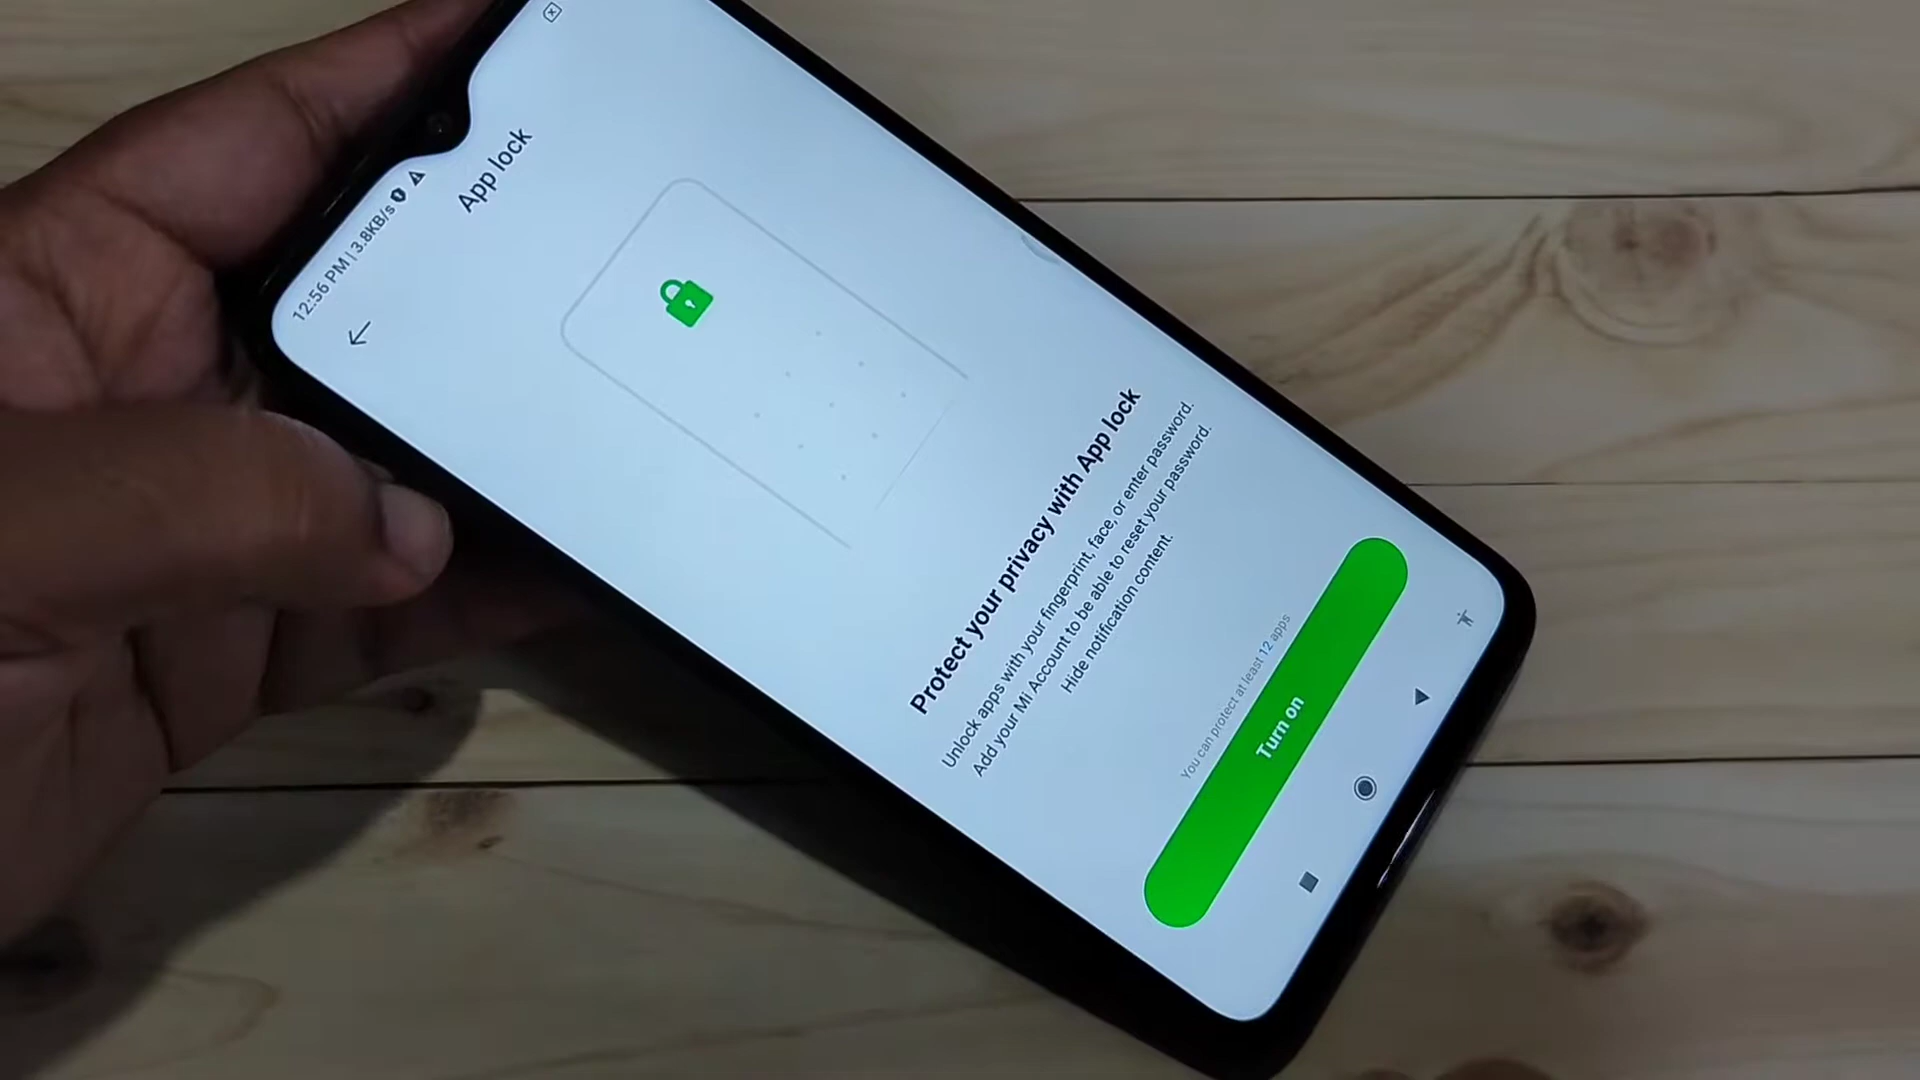 12:56 PM | 3.8KB/s
App lock
Protect your privacy with App lock
Unlock apps with your fingerprint, face, or enter password.
Add your Mi Account to be able to reset your password.
Hide notification content.
You can protect at least 12 apps
Turn on